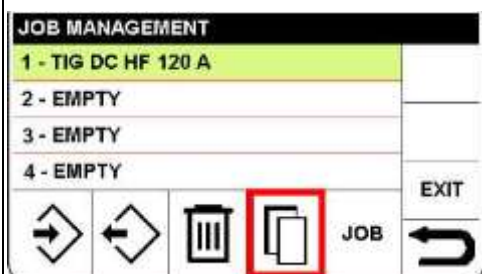 JOB MANAGEMENT
1 - TIG DC HF 120 A
2 - EMPTY
3 - EMPTY
4 - EMPTY
EXIT
JOB